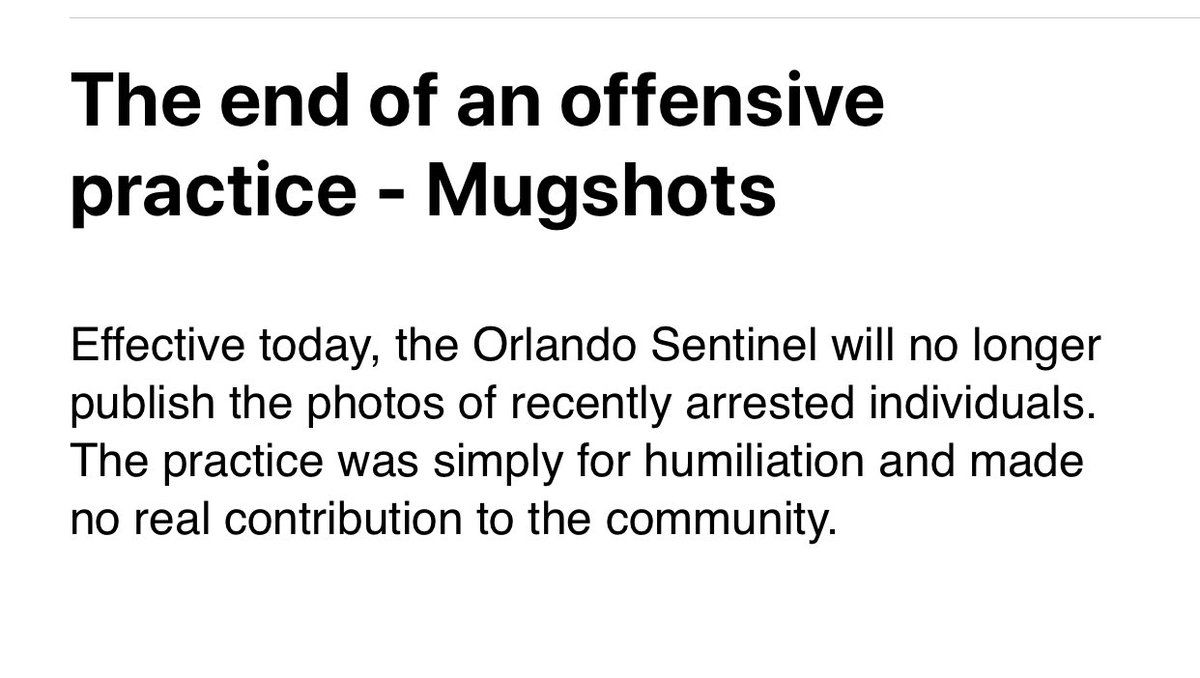 The end of an offensive
practice - Mugshots
Effective today, the Orlando Sentinel will no longer
publish the photos of recently arrested individuals.
The practice was simply for humiliation and made
no real contribution to the community.